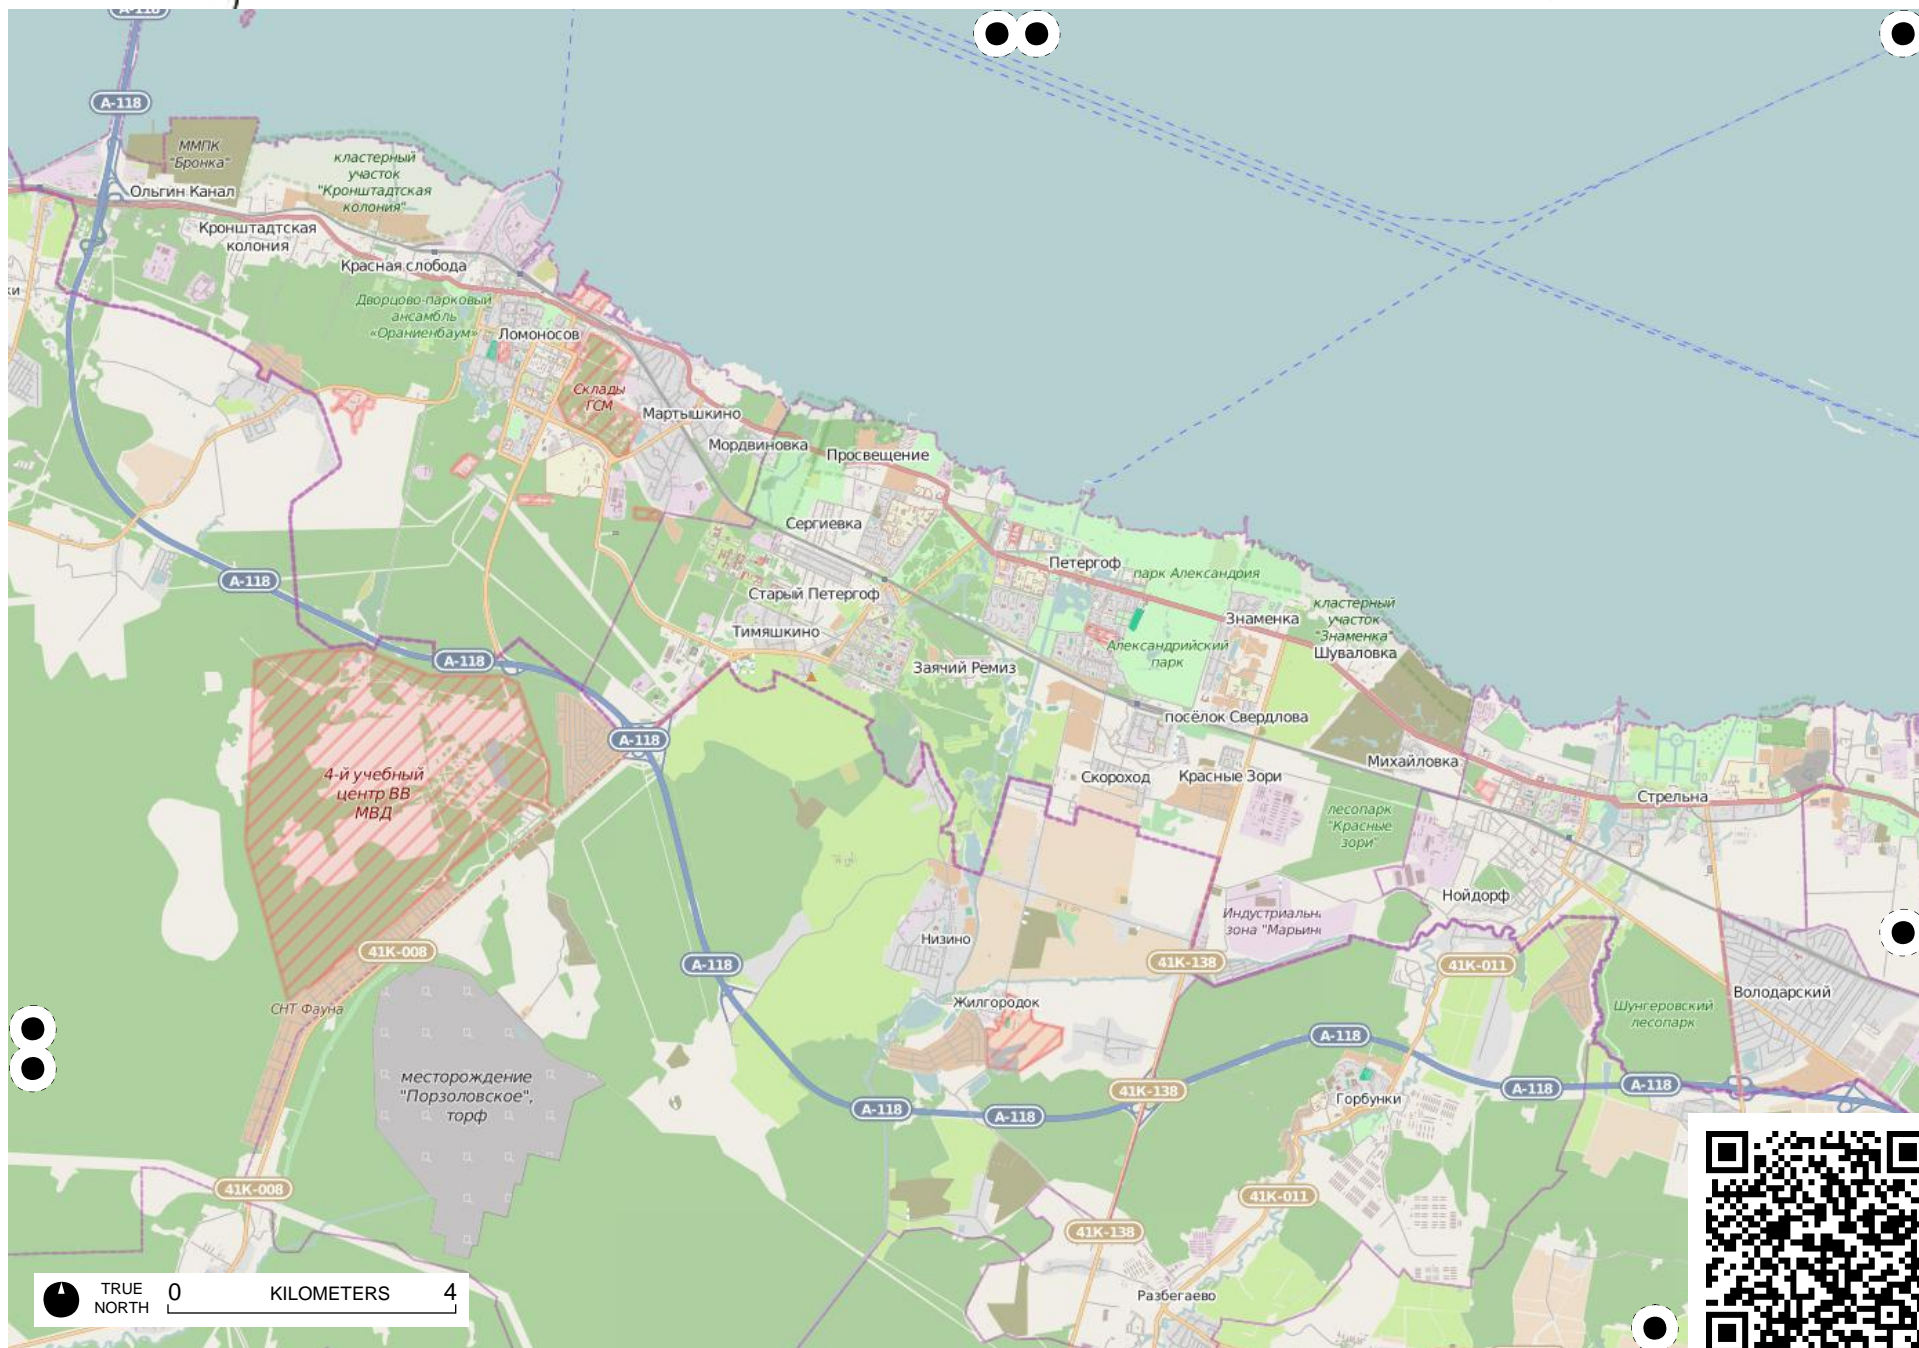 A-118
ММПК
"Бронка"
кластерный
участок
"Кронштадтская
колония"
Ольгин Канал
Кронштадтская
колония
Красная слобода
ки
Дворцово-парковый
ансамбль
«Ораниенбаум»
Ломоносов
Склады
ГСМ
Мартышкино
Мордвиновка
Просвещение
Сергиевка
Петергоф
парк Александрия
A-118
Старый Петергоф
кластерный
участок
"Знаменка"
Знаменка
Тимяшкино
Александрийский
парк
Шуваловка
A-118
Заячий Ремиз
посёлок Свердлова
A-118
Михайловка
4-й учебный
центр ВВ
МВД
Скороход
Красные Зори
Стрельна
лесопарк
"Красные
зори"
Нойдорф
Индустриальн
зона "Марьин
Низино
41К-008
A-118
41К-138
41К-011
СНТ Фауна
Жилгородок
Володарский
Шунгеровский
лесопарк
A-118
месторождение
"Порзоловское",
торф
41К-138
A-118
A-118
Горбунки
A-118
A-118
41К-008
41К-011
41К-138
Разбегаево
TRUE
NORTH
0 KILOMETERS 4